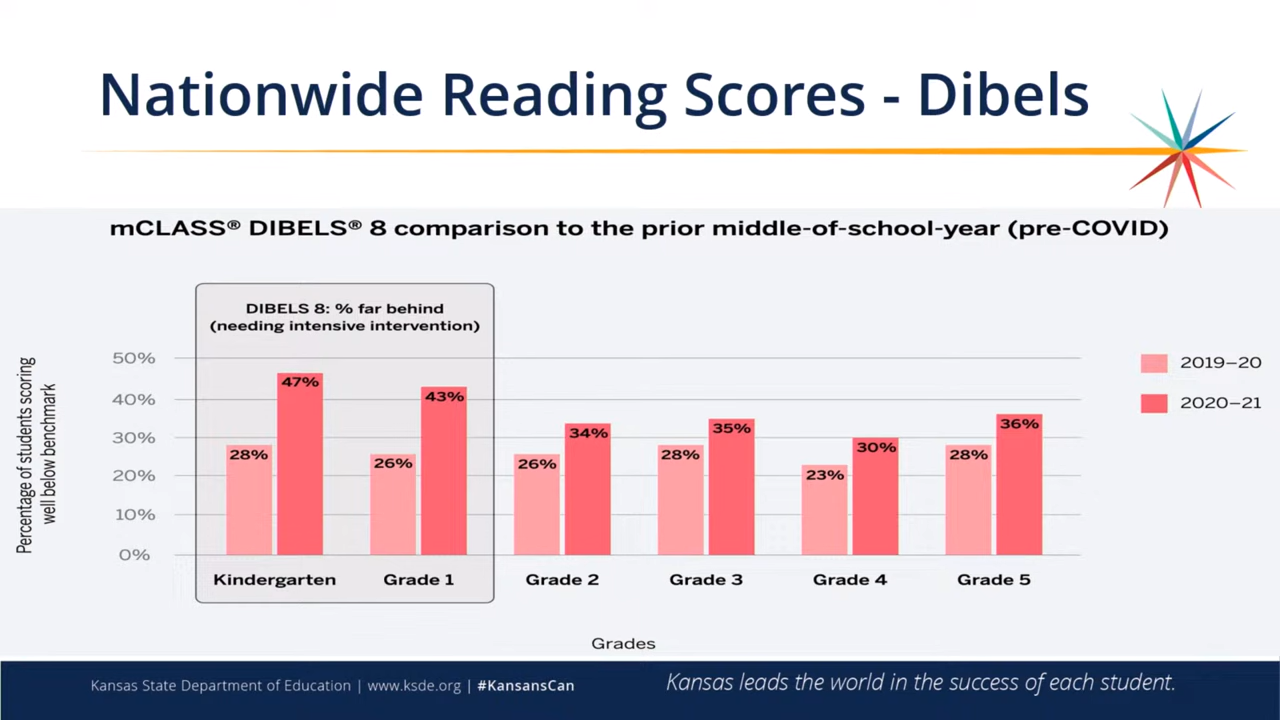 Nationwide Reading Scores - Dibels
mCLASS® DIBELS® 8 comparison to the prior middle-of-school-year (pre-COVID)
DIBELS 8: % far behind
(needing intensive intervention)
Percentage of students scoring
well below benchmark
50%
40%
30%
20%
10%
0%
28%
47%
26%
43%
26%
34%
28%
35%
23%
30%
28%
36%
2019–20
2020–21
Kindergarten
Grade 1
Grade 2
Grade 3
Grade 4
Grade 5
Grades
Kansas State Department of Education | www.ksde.org | #KansansCan
Kansas leads the world in the success of each student.